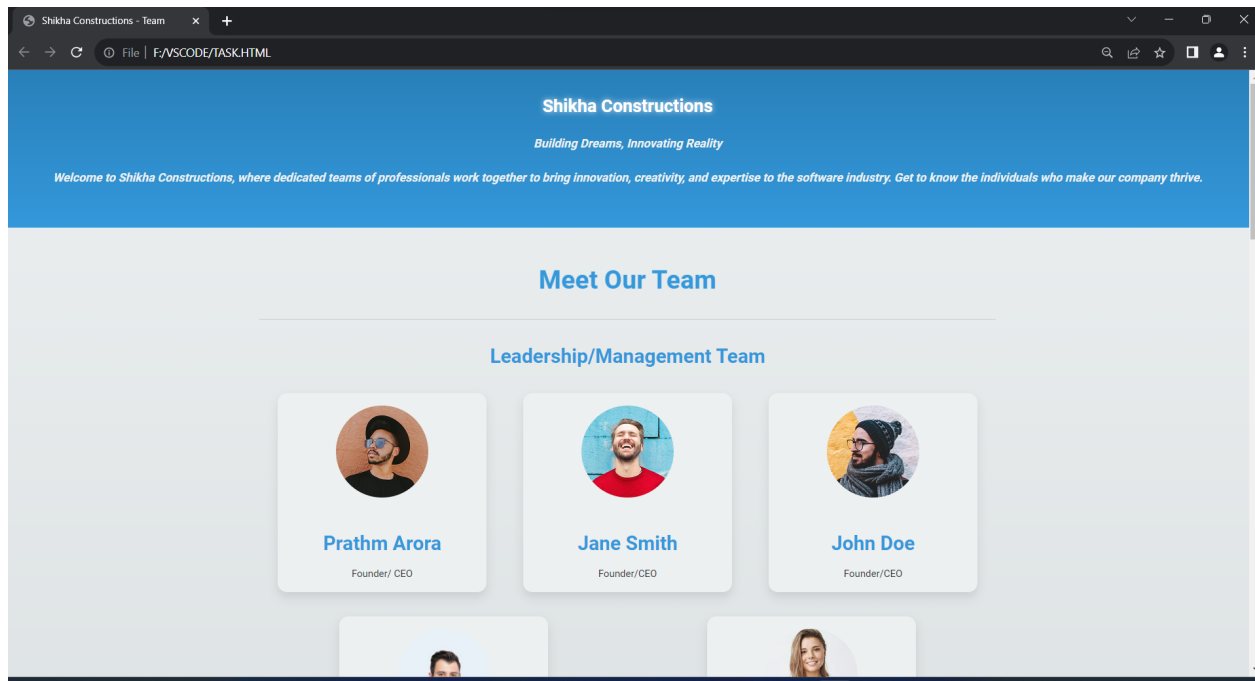 Shikha Constructions - Team
File F:/VSCODE/TASK.HTML
Shikha Constructions
Building Dreams, Innovating Reality
Welcome to Shikha Constructions, where dedicated teams of professionals work together to bring innovation, creativity, and expertise to the software industry. Get to know the individuals who make our company thrive.
Meet Our Team
Leadership/Management Team
Prathm Arora
Founder/ CEO
Jane Smith
Founder/CEO
John Doe
Founder/CEO